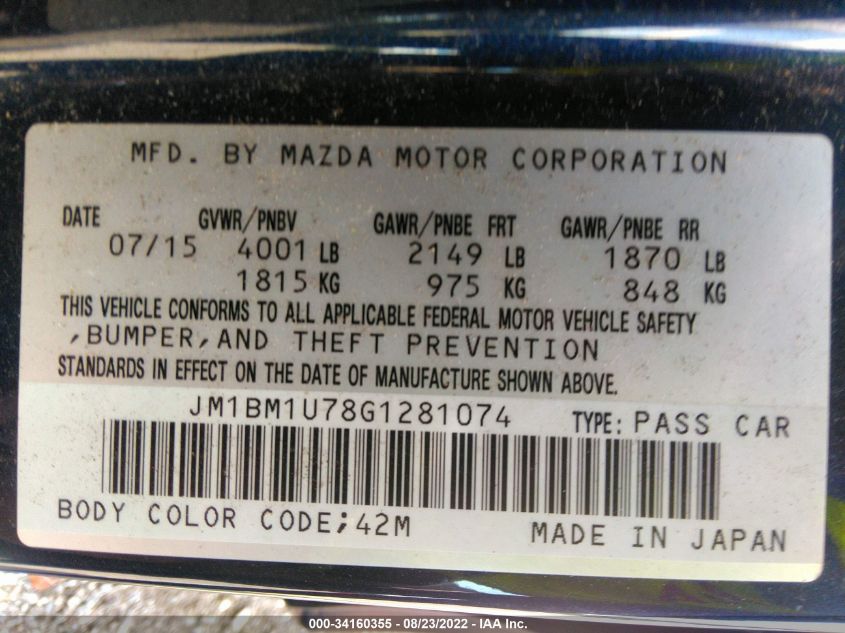 MFD. BY MAZDA MOTOR CORPORATION
DATE GVWR/PNBV GAWR/PNBE FRT GAWR/PNBE RR
07/15 4001 LB 2149 LB 1870 LB
1815 KG 975 KG 848 KG
THIS VEHICLE CONFORMS TO ALL APPLICABLE FEDERAL MOTOR VEHICLE SAFETY
,BUMPER,AND THEFT PREVENTION
STANDARDS IN EFFECT ON THE DATE OF MANUFACTURE SHOWN ABOVE.
JM1BM1U78G1281074 TYPE: PASS CAR
BODY COLOR CODE;42M MADE IN JAPAN
000-34160355 - 08/23/2022 - IAA Inc.